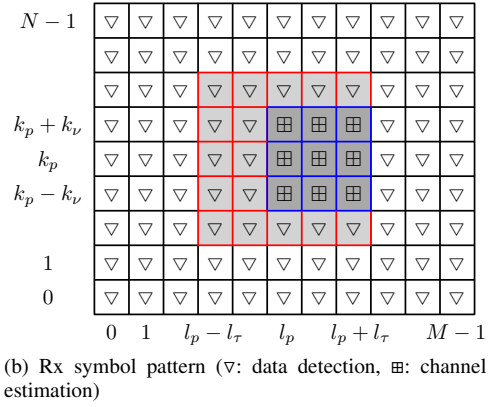 N − 1
k_p + k_ν
k_p
k_p − k_ν
1
0
0 1 l_p − l_τ l_p l_p + l_τ M − 1
(b) Rx symbol pattern (▽: data detection, ⊞: channel
estimation)